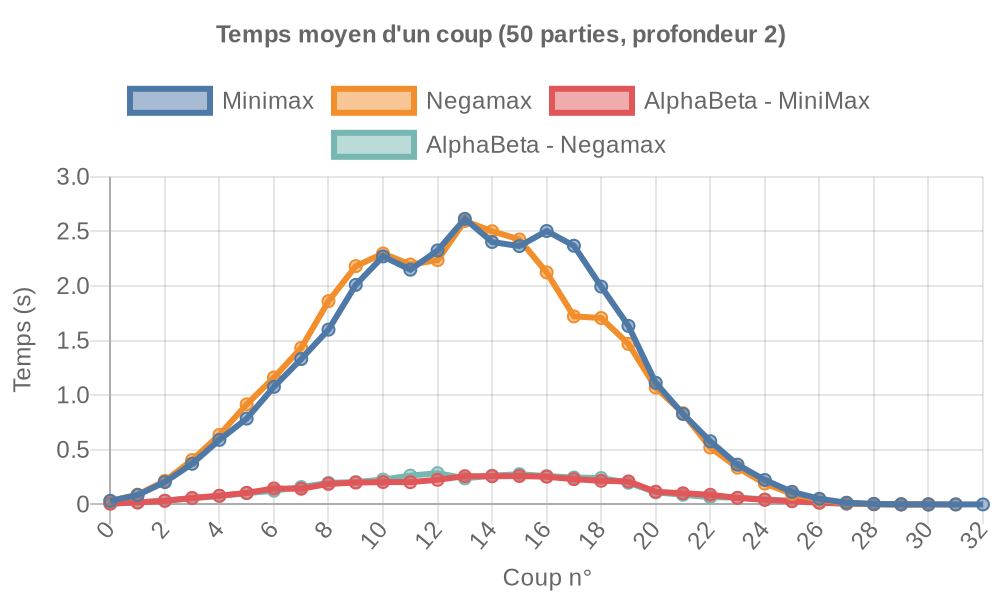 Temps moyen d'un coup (50 parties, profondeur 2)
Minimax Negamax AlphaBeta - MiniMax
AlphaBeta - Negamax
3.0
2.5
2.0
1.5
1.0
0.5
0
Temps (s)
0 2 4 6 8 10 12 14 16 18 20 22 24 26 28 30 32
Coup n°